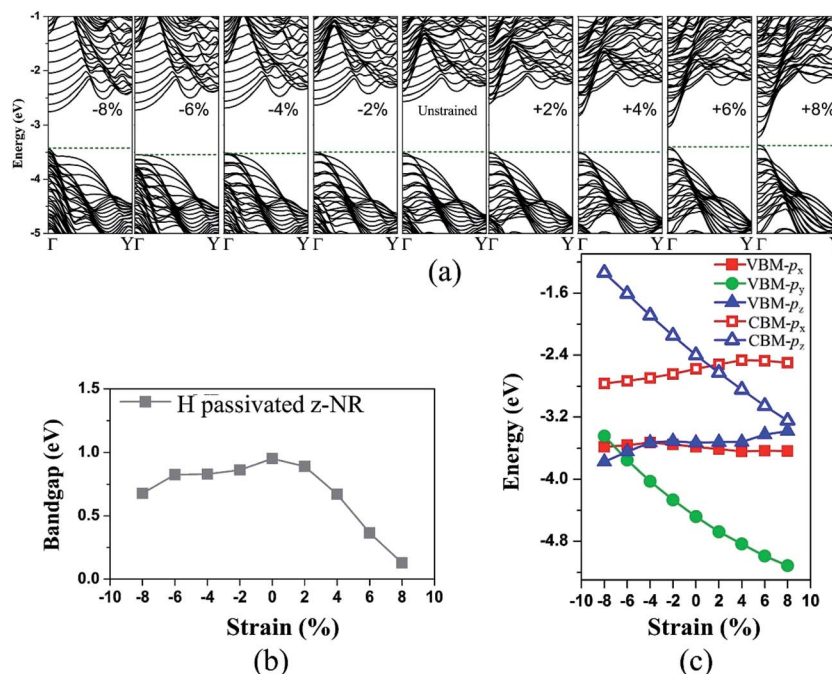 -1
-2
-3
-4
-5
Energy (eV)
-8%
-6%
-4%
-2%
Unstrained
+2%
+4%
+6%
+8%
Γ YΓ YΓ YΓ YΓ YΓ YΓ YΓ YΓ Y
(a)
1.5
1.0
0.5
0.0
Bandgap (eV)
H passivated z-NR
-10 -8 -6 -4 -2 0 2 4 6 8 10
Strain (%)
(b)
-1.6
-2.4
-3.2
-4.0
-4.8
Energy (eV)
VBM-px
VBM-py
VBM-pz
CBM-px
CBM-pz
-10 -8 -6 -4 -2 0 2 4 6 8 10
Strain (%)
(c)